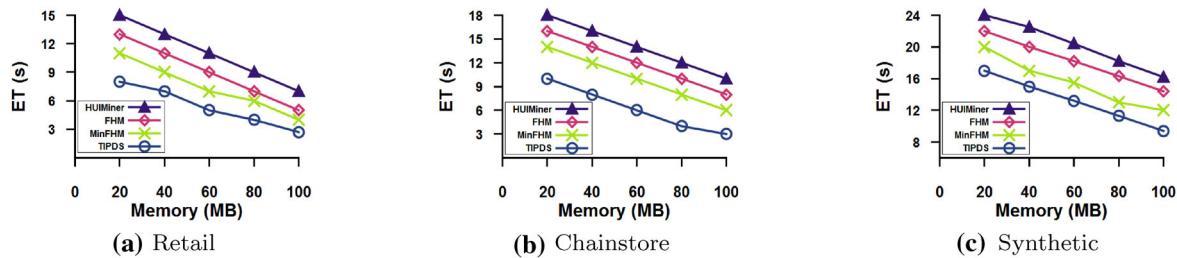 15
12
9
6
3
ET (s)
HUIMiner
FHM
MinFHM
TIPDS
0 20 40 60 80 100
Memory (MB)
(a) Retail
18
15
12
9
6
3
ET (s)
HUIMiner
FHM
MinFHM
TIPDS
0 20 40 60 80 100
Memory (MB)
(b) Chainstore
24
20
16
12
8
ET (s)
HUIMiner
FHM
MinFHM
TIPDS
0 20 40 60 80 100
Memory (MB)
(c) Synthetic